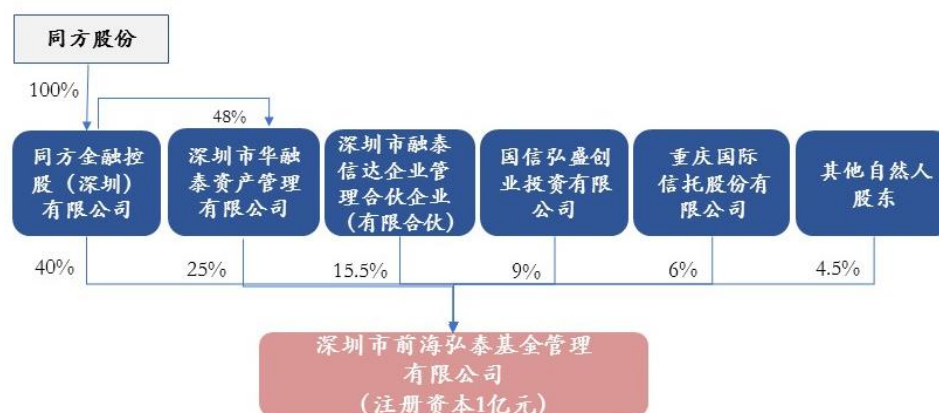 同方股份
100%
48%
同方金融控
股（深圳）
有限公司
深圳市华融
泰资产管理
有限公司
深圳市融泰
信达企业管
理合伙企业
（有限合伙）
国信弘盛创
业投资有限
公司
重庆国际
信托股份有
限公司
其他自然人
股东
40%
25%
15.5%
9%
6%
4.5%
深圳市前海弘泰基金管理
有限公司
（注册资本1亿元）